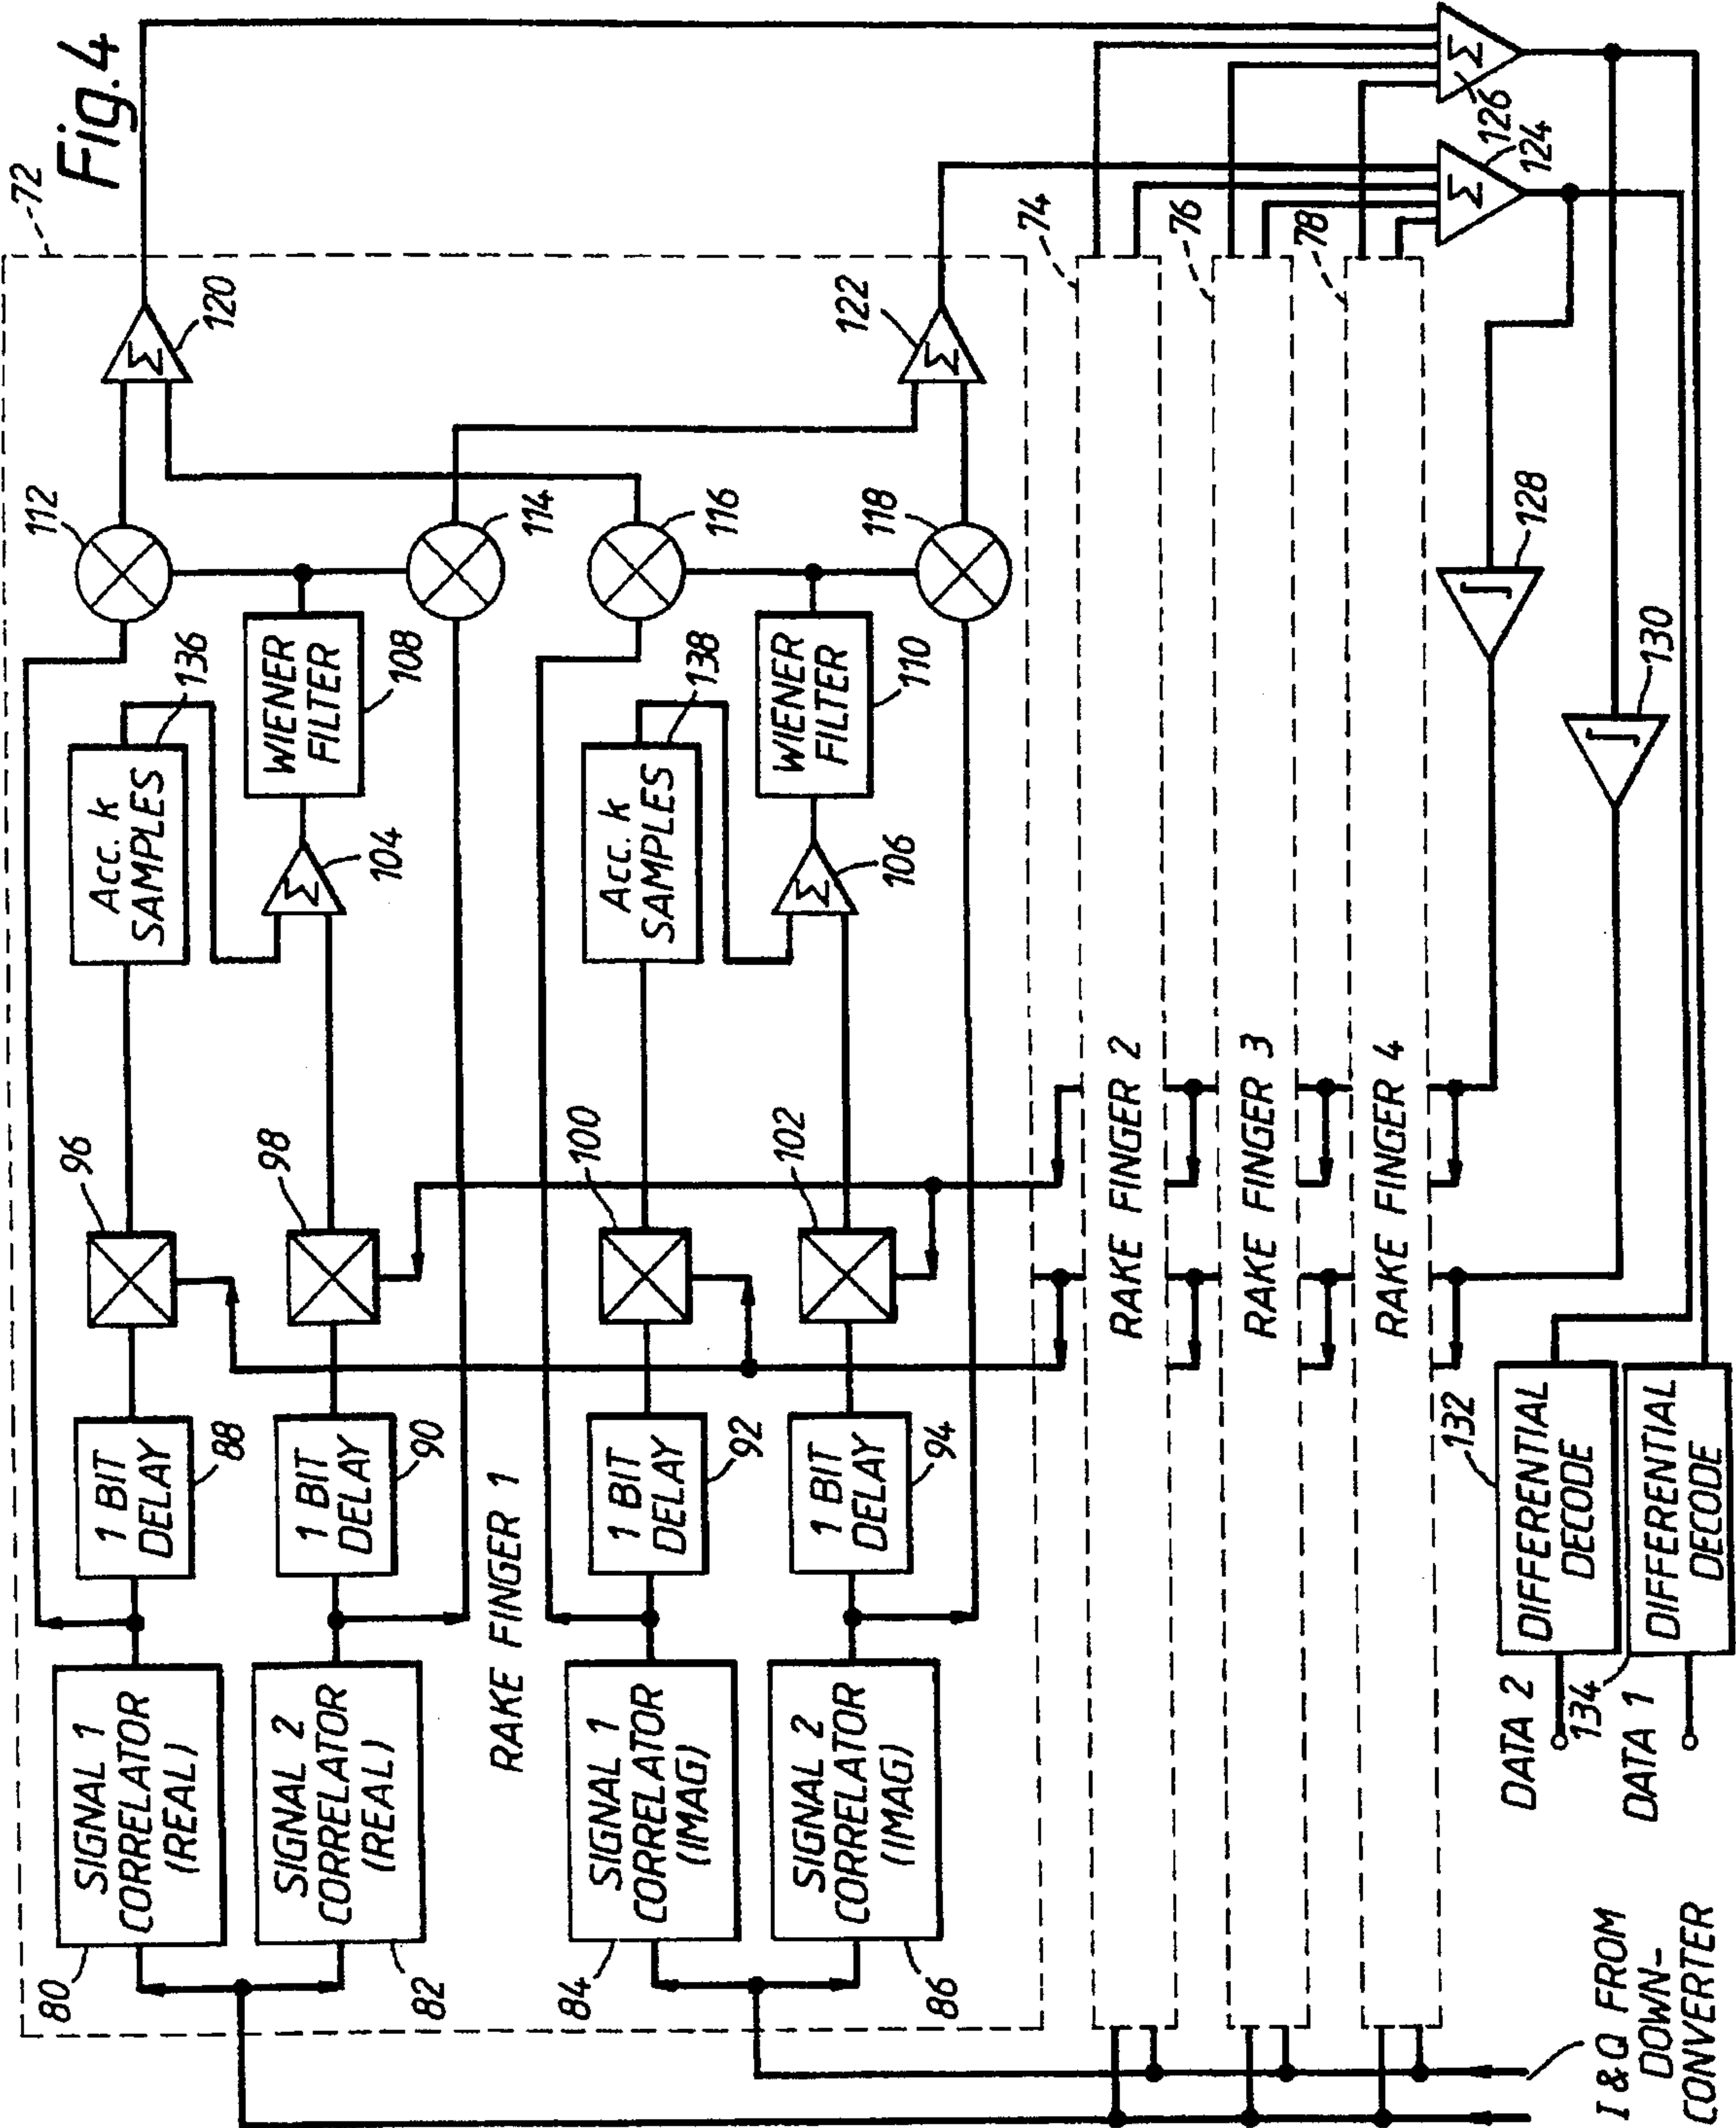 Fig.4
72
120
122
74
76
78
126
124
112
114
116
118
136
WIENER
FILTER
108
138
WIENER
FILTER
110
128
130
Acc. k
SAMPLES
104
Acc. k
SAMPLES
106
96
98
100
102
RAKE FINGER 2
RAKE FINGER 3
RAKE FINGER 4
1 BIT
DELAY
88
1 BIT
DELAY
90
1 BIT
DELAY
92
1 BIT
DELAY
94
RAKE FINGER 1
132
DIFFERENTIAL
DECODE
DIFFERENTIAL
DECODE
SIGNAL 1
CORRELATOR
(REAL)
80
SIGNAL 2
CORRELATOR
(REAL)
82
SIGNAL 1
CORRELATOR
(IMAG)
84
SIGNAL 2
CORRELATOR
(IMAG)
86
DATA 2
134
DATA 1
I & Q FROM
DOWN-
CONVERTER
Σ
Σ
Σ
Σ
Σ
Σ
∫
∫